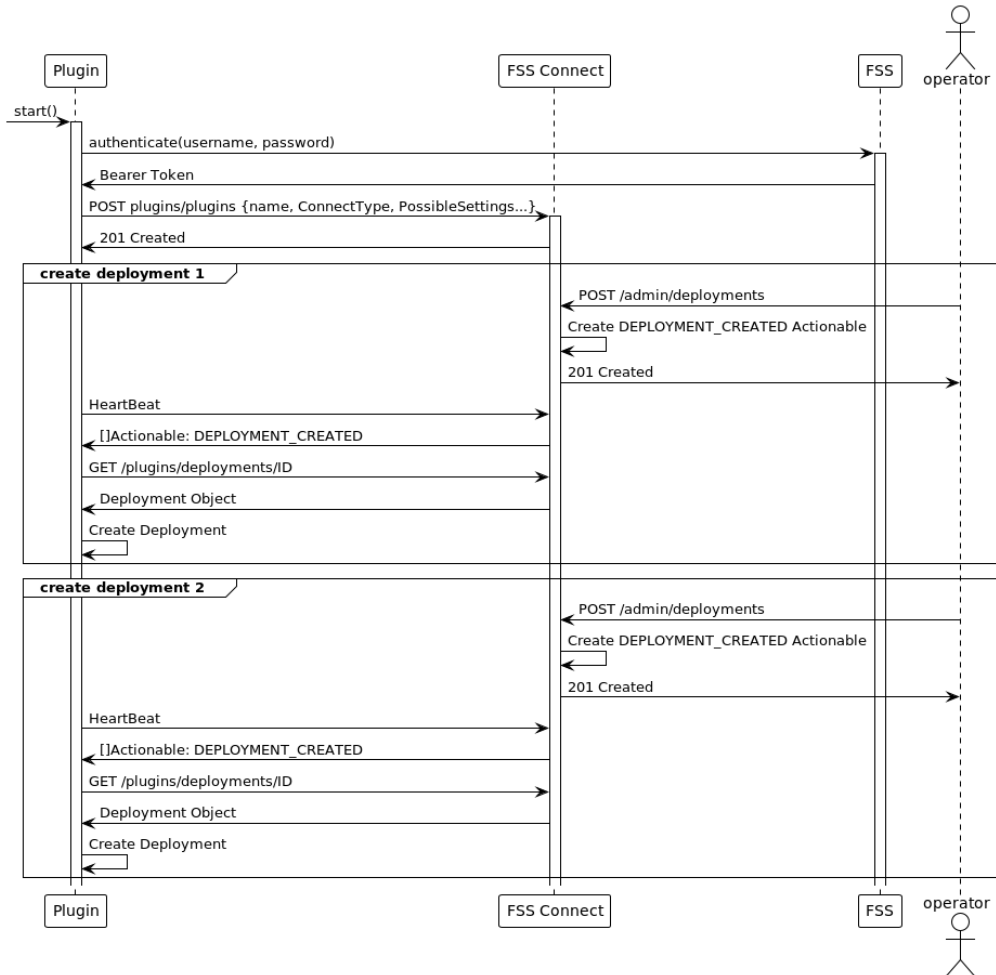 operator
Plugin
FSS Connect
FSS
start()
authenticate(username, password)
Bearer Token
POST plugins/plugins {name, ConnectType, PossibleSettings...}
201 Created
create deployment 1
POST /admin/deployments
Create DEPLOYMENT_CREATED Actionable
201 Created
HeartBeat
[]Actionable: DEPLOYMENT_CREATED
GET /plugins/deployments/ID
Deployment Object
Create Deployment
create deployment 2
POST /admin/deployments
Create DEPLOYMENT_CREATED Actionable
201 Created
HeartBeat
[]Actionable: DEPLOYMENT_CREATED
GET /plugins/deployments/ID
Deployment Object
Create Deployment
Plugin
FSS Connect
FSS
operator